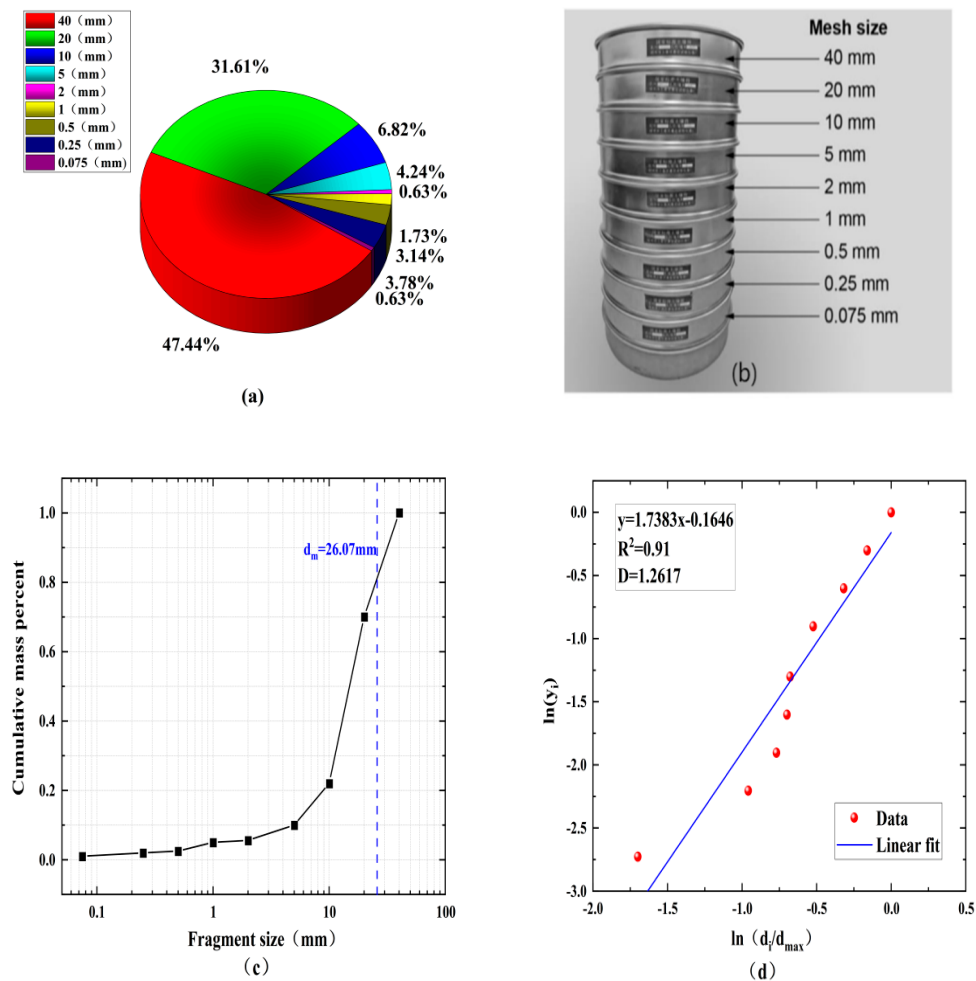 40（mm）
20（mm）
10（mm）
5（mm）
2（mm）
1（mm）
0.5（mm）
0.25（mm）
0.075（mm）
31.61%
6.82%
4.24%
0.63%
1.73%
3.14%
3.78%
0.63%
47.44%
(a)
Mesh size
40 mm
20 mm
10 mm
5 mm
2 mm
1 mm
0.5 mm
0.25 mm
0.075 mm
(b)
Cumulative mass percent
1.0
0.8
0.6
0.4
0.2
0.0
dm=26.07mm
0.1 1 10 100
Fragment size（mm）
（c）
ln(yi)
0.0
-0.5
-1.0
-1.5
-2.0
-2.5
-3.0
y=1.7383x-0.1646
R²=0.91
D=1.2617
Data
Linear fit
-2.0 -1.5 -1.0 -0.5 0.0 0.5
ln（di/dmax）
（d）